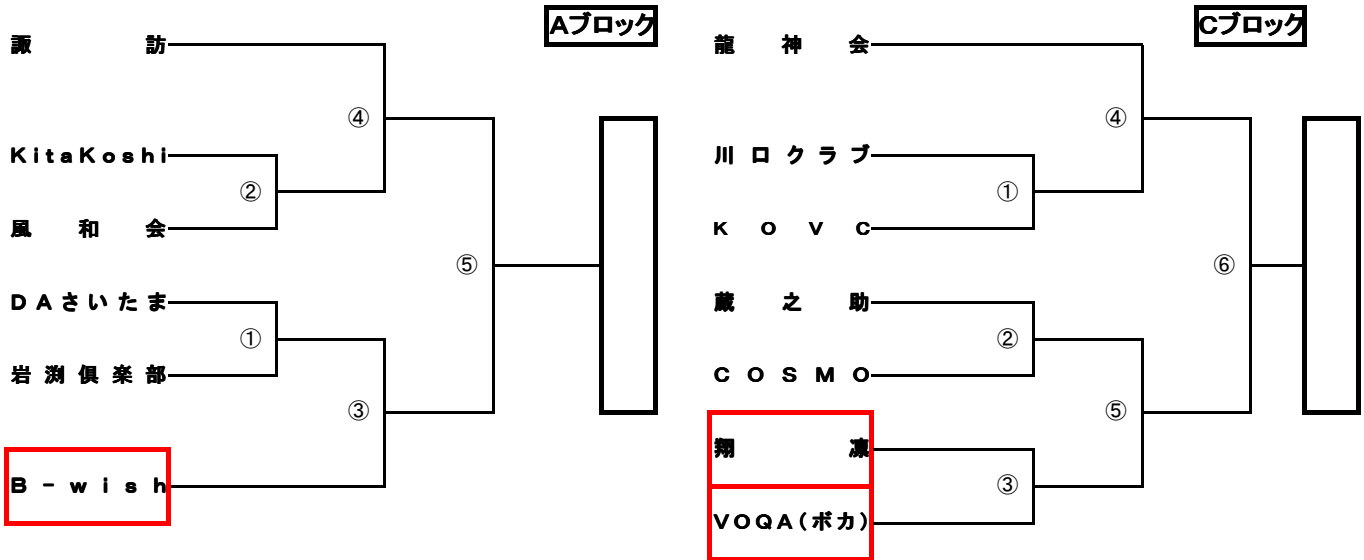 Aブロック
諏訪
④
KitaKoshi
②
風和会
⑤
DAさいたま
①
岩渕倶楽部
③
B-wish
Cブロック
龍神会
④
川口クラブ
①
KOVC
⑥
蔵之助
②
COSMO
⑤
翔凛
③
VOQA(ボカ)